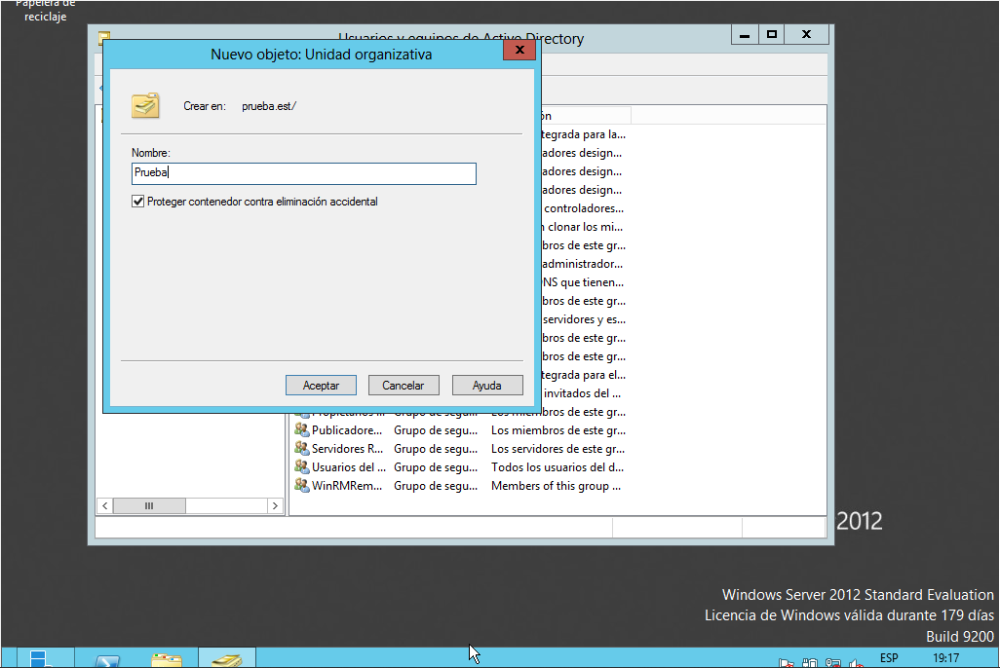 Papelera de
reciclaje
Usuarios y equipos de Active Directory
Nuevo objeto: Unidad organizativa
Crear en: prueba.est/
Nombre:
Prueba
Proteger contenedor contra eliminación accidental
Aceptar
Cancelar
Ayuda
tegrada para la...
adores design...
adores design...
adores design...
controladores...
clonar los mi...
bros de este gr...
administrador...
NS que tienen...
bros de este gr...
servidores y es...
bros de este gr...
bros de este gr...
tegrada para el...
invitados del ...
Propietarios ... Grupo de segu... Los miembros de este gr...
Publicadore... Grupo de segu... Los miembros de este gr...
Servidores R... Grupo de segu... Los servidores de este gr...
Usuarios del ... Grupo de segu... Todos los usuarios del d...
WinRMRem... Grupo de segu... Members of this group ...
2012
Windows Server 2012 Standard Evaluation
Licencia de Windows válida durante 179 días
Build 9200
ESP
19:17